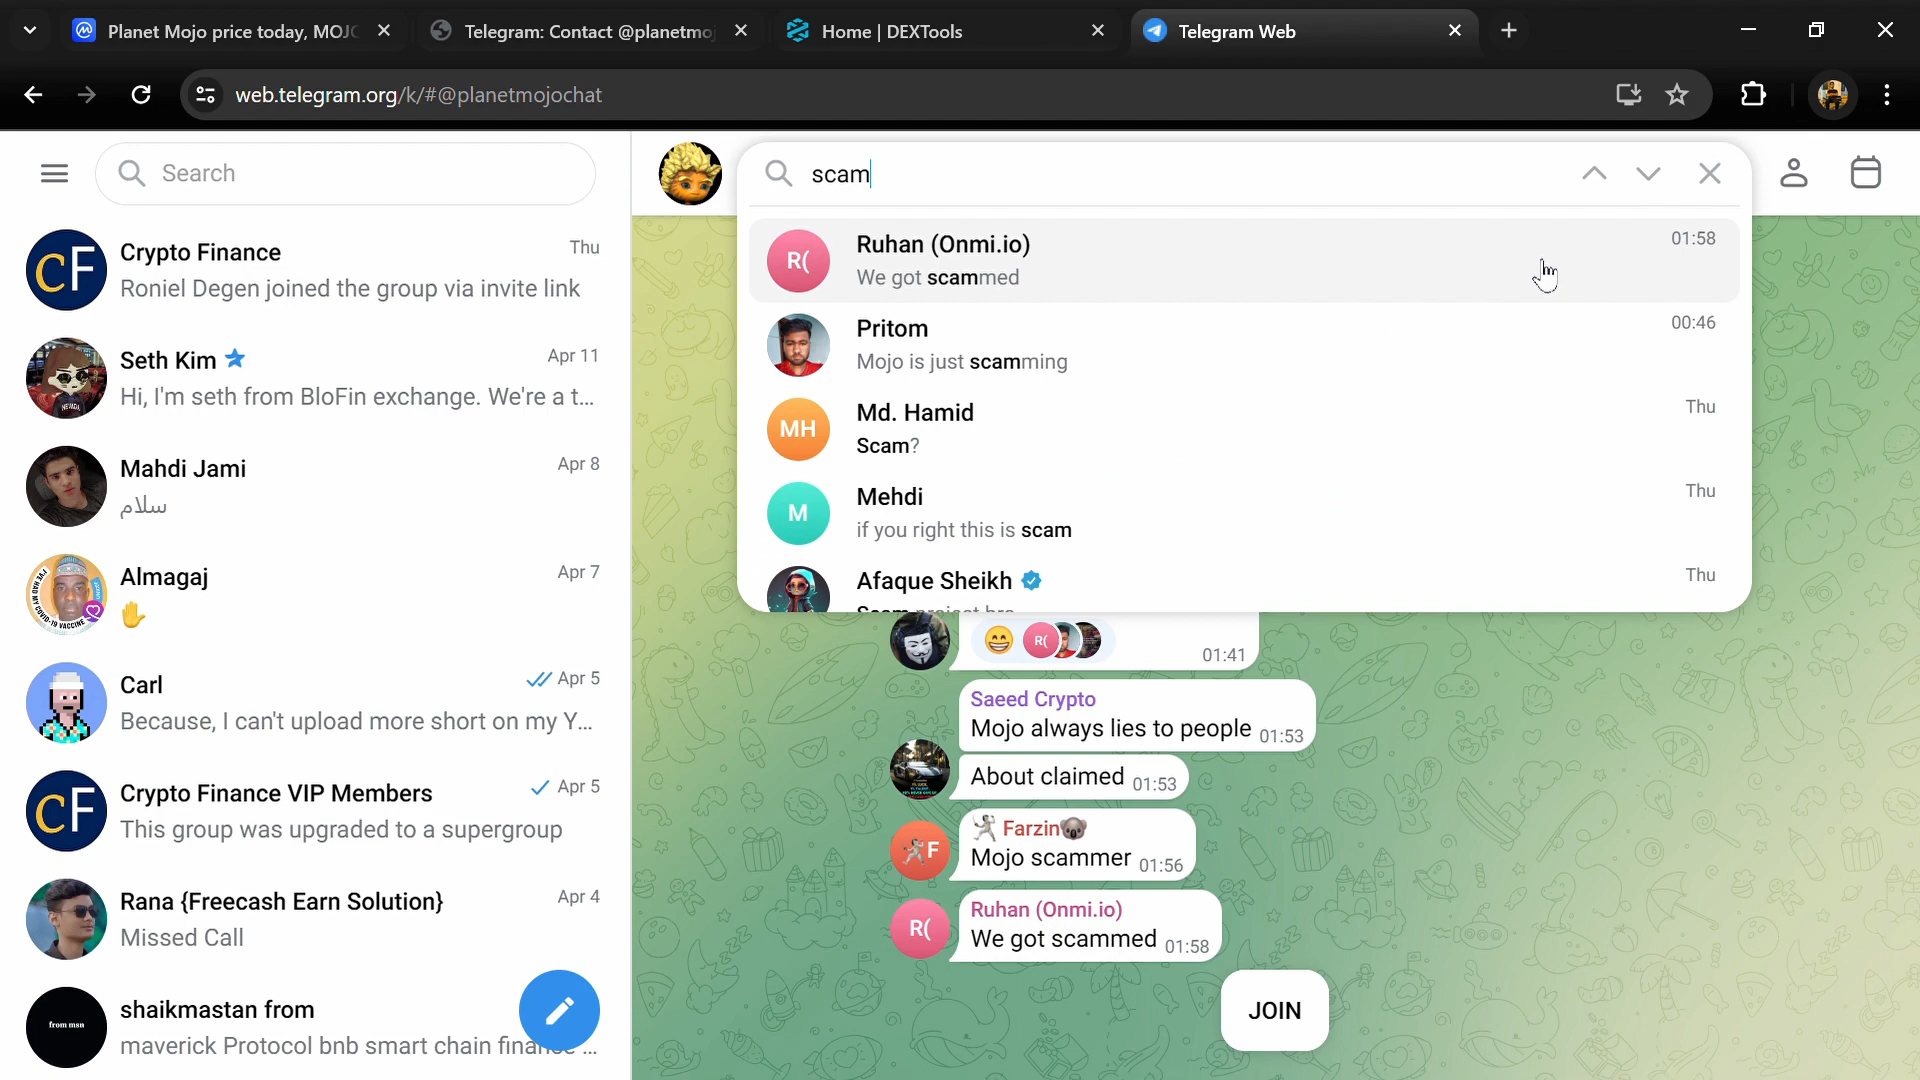 Planet Mojo price today, MOJO
Telegram: Contact @planetmoj
Home | DEXTools
Telegram Web
web.telegram.org/k/#@planetmojochat
Search
Crypto Finance Thu
Roniel Degen joined the group via invite link
Seth Kim Apr 11
Hi, I'm seth from BloFin exchange. We're a t...
Mahdi Jami Apr 8
سلام
Almagaj Apr 7
✋
Carl Apr 5
Because, I can't upload more short on my Y...
Crypto Finance VIP Members Apr 5
This group was upgraded to a supergroup
Rana {Freecash Earn Solution} Apr 4
Missed Call
from msn
shaikmastan from
maverick Protocol bnb smart chain finance ...
scam
R(
Ruhan (Onmi.io) 01:58
We got scammed
Pritom 00:46
Mojo is just scamming
MH
Md. Hamid Thu
Scam?
M
Mehdi Thu
if you right this is scam
Afaque Sheikh Thu
Scam project bro
😄 R(
01:41
Saeed Crypto
Mojo always lies to people 01:53
About claimed 01:53
🤺F
🤺 Farzin🐨
Mojo scammer 01:56
R(
Ruhan (Onmi.io)
We got scammed 01:58
JOIN